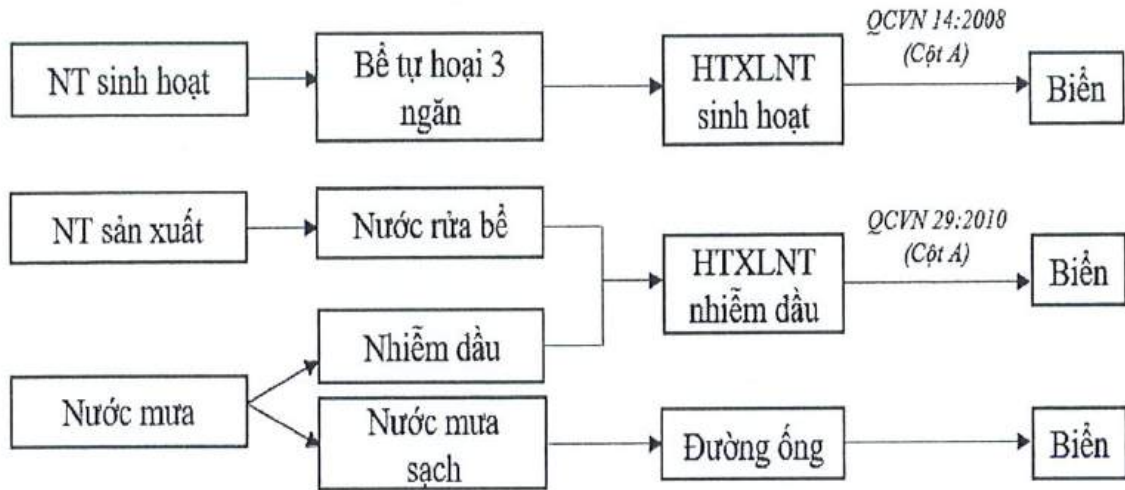 NT sinh hoạt
Bể tự hoại 3
ngăn
HTXLNT
sinh hoạt
QCVN 14:2008
(Cột A)
Biển
NT sản xuất
Nước rửa bể
HTXLNT
nhiễm dầu
QCVN 29:2010
(Cột A)
Biển
Nhiễm dầu
Nước mưa
Nước mưa
sạch
Đường ống
Biển